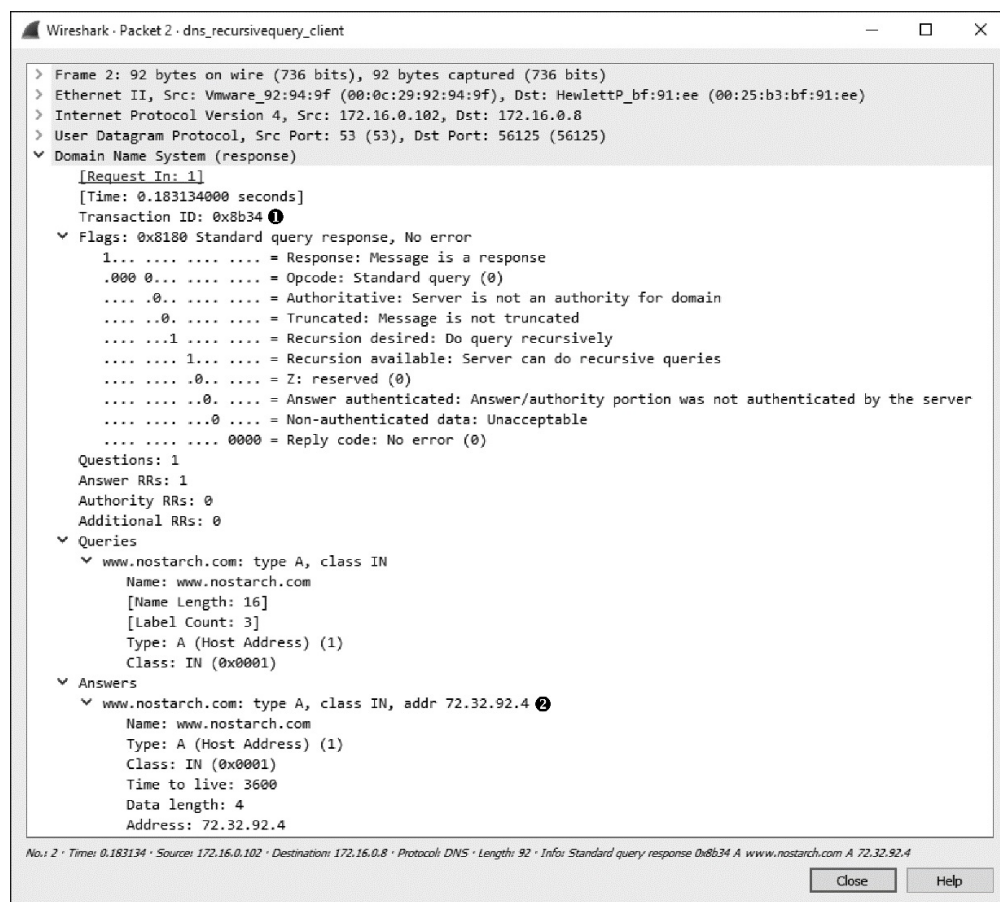 Wireshark · Packet 2 · dns_recursivequery_client
Frame 2: 92 bytes on wire (736 bits), 92 bytes captured (736 bits)
Ethernet II, Src: Vmware_92:94:9f (00:0c:29:92:94:9f), Dst: HewlettP_bf:91:ee (00:25:b3:bf:91:ee)
Internet Protocol Version 4, Src: 172.16.0.102, Dst: 172.16.0.8
User Datagram Protocol, Src Port: 53 (53), Dst Port: 56125 (56125)
Domain Name System (response)
[Request In: 1]
[Time: 0.183134000 seconds]
Transaction ID: 0x8b34 ❶
Flags: 0x8180 Standard query response, No error
1... .... .... .... = Response: Message is a response
.000 0... .... .... = Opcode: Standard query (0)
.... .0.. .... .... = Authoritative: Server is not an authority for domain
.... ..0. .... .... = Truncated: Message is not truncated
.... ...1 .... .... = Recursion desired: Do query recursively
.... .... 1... .... = Recursion available: Server can do recursive queries
.... .... .0.. .... = Z: reserved (0)
.... .... ..0. .... = Answer authenticated: Answer/authority portion was not authenticated by the server
.... .... ...0 .... = Non-authenticated data: Unacceptable
.... .... .... 0000 = Reply code: No error (0)
Questions: 1
Answer RRs: 1
Authority RRs: 0
Additional RRs: 0
Queries
www.nostarch.com: type A, class IN
Name: www.nostarch.com
[Name Length: 16]
[Label Count: 3]
Type: A (Host Address) (1)
Class: IN (0x0001)
Answers
www.nostarch.com: type A, class IN, addr 72.32.92.4 ❷
Name: www.nostarch.com
Type: A (Host Address) (1)
Class: IN (0x0001)
Time to live: 3600
Data length: 4
Address: 72.32.92.4
No.: 2 · Time: 0.183134 · Source: 172.16.0.102 · Destination: 172.16.0.8 · Protocol: DNS · Length: 92 · Info: Standard query response 0x8b34 A www.nostarch.com A 72.32.92.4
Close
Help